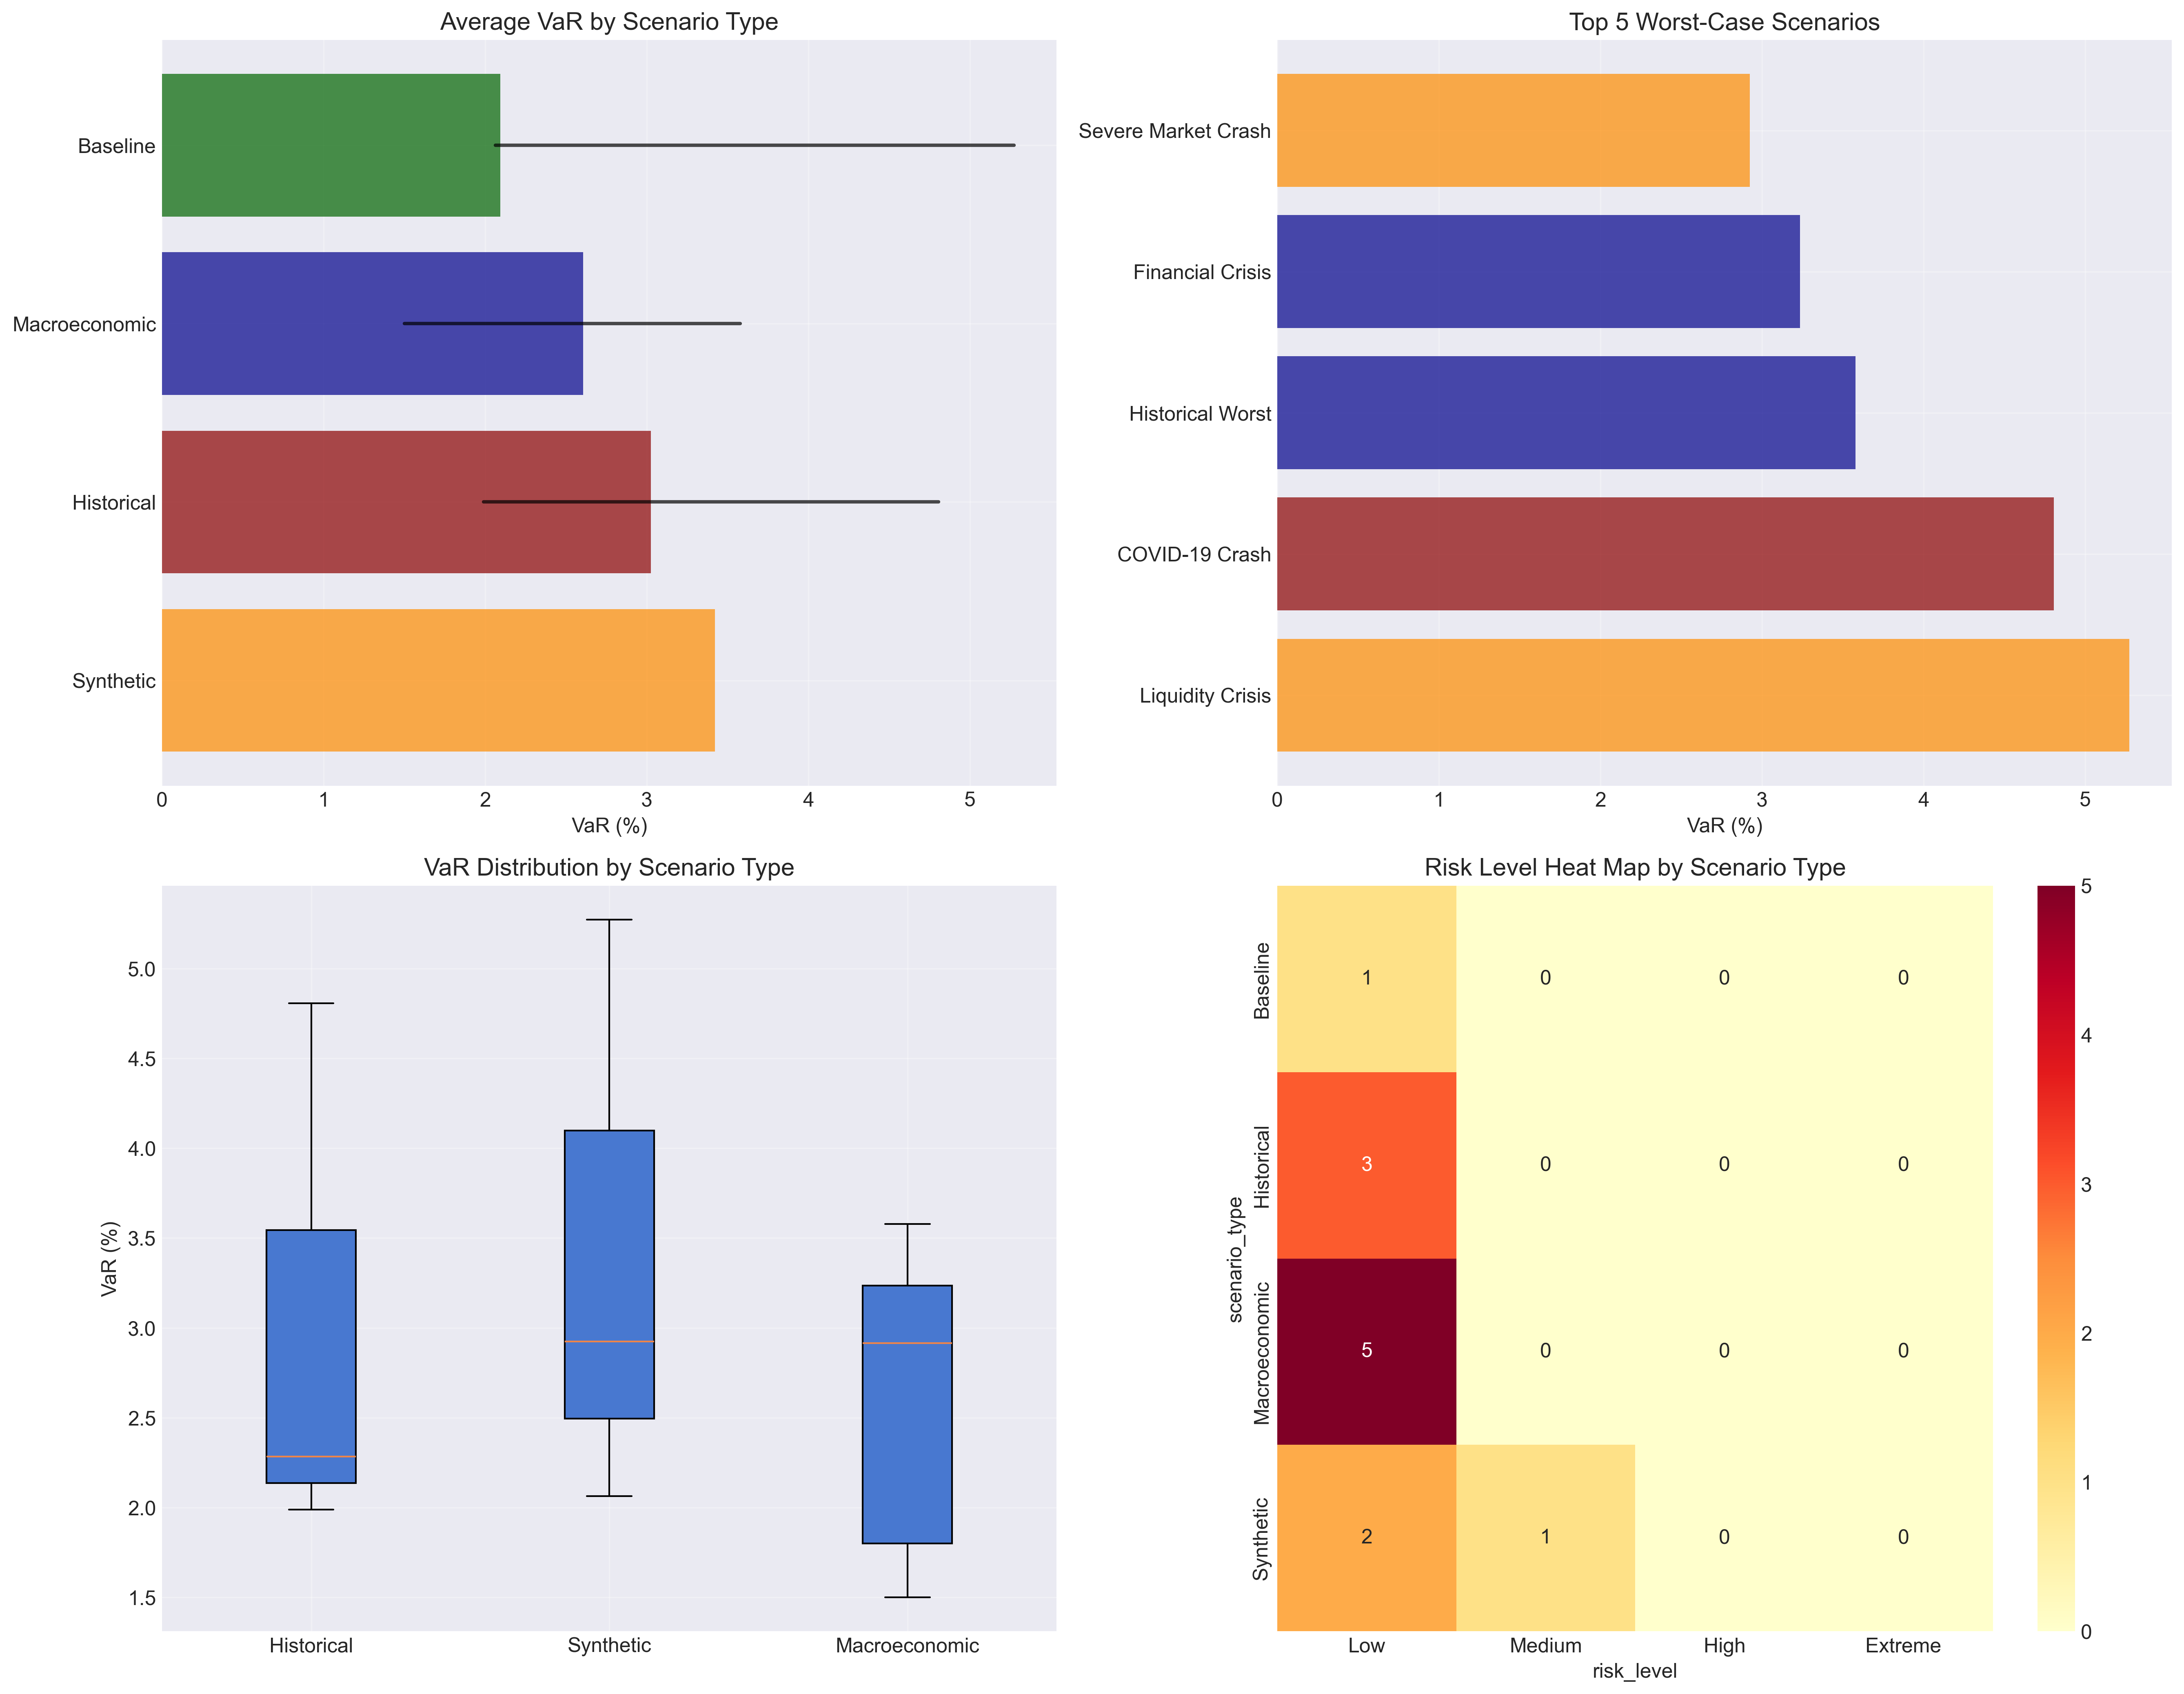 Average VaR by Scenario Type
Baseline
Macroeconomic
Historical
Synthetic
0 1 2 3 4 5
VaR (%)
Top 5 Worst-Case Scenarios
Severe Market Crash
Financial Crisis
Historical Worst
COVID-19 Crash
Liquidity Crisis
0 1 2 3 4 5
VaR (%)
VaR Distribution by Scenario Type
VaR (%)
5.0
4.5
4.0
3.5
3.0
2.5
2.0
1.5
Historical Synthetic Macroeconomic
Risk Level Heat Map by Scenario Type
scenario_type
Baseline 1 0 0 0
Historical 3 0 0 0
Macroeconomic 5 0 0 0
Synthetic 2 1 0 0
Low Medium High Extreme
risk_level
5
4
3
2
1
0